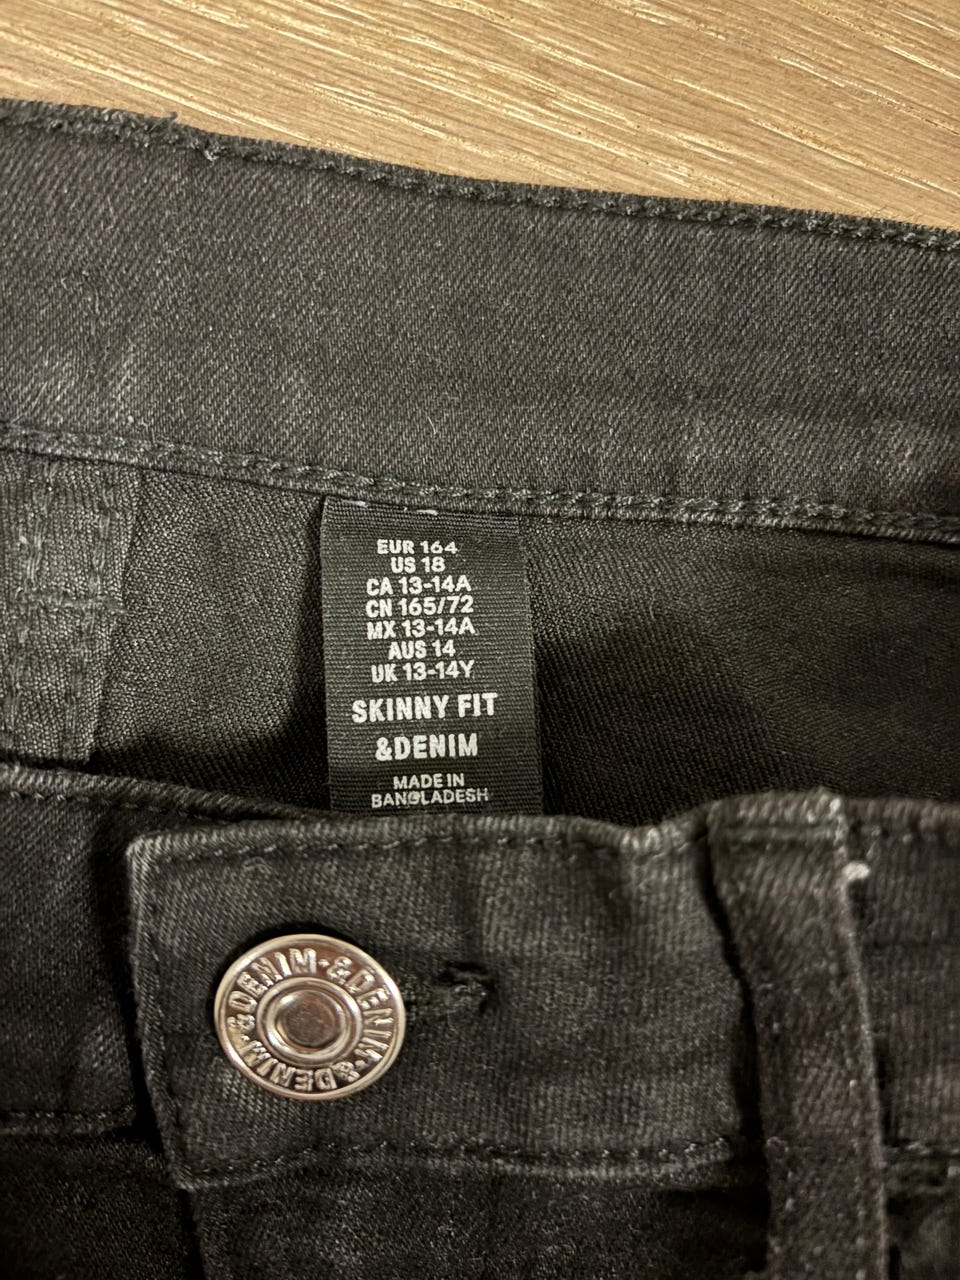 EUR 164
US 18
CA 13-14A
CN 165/72
MX 13-14A
AUS 14
UK 13-14Y
SKINNY FIT
&DENIM
MADE IN
BANGLADESH
&DENIM·&DENIM·&DENIM·